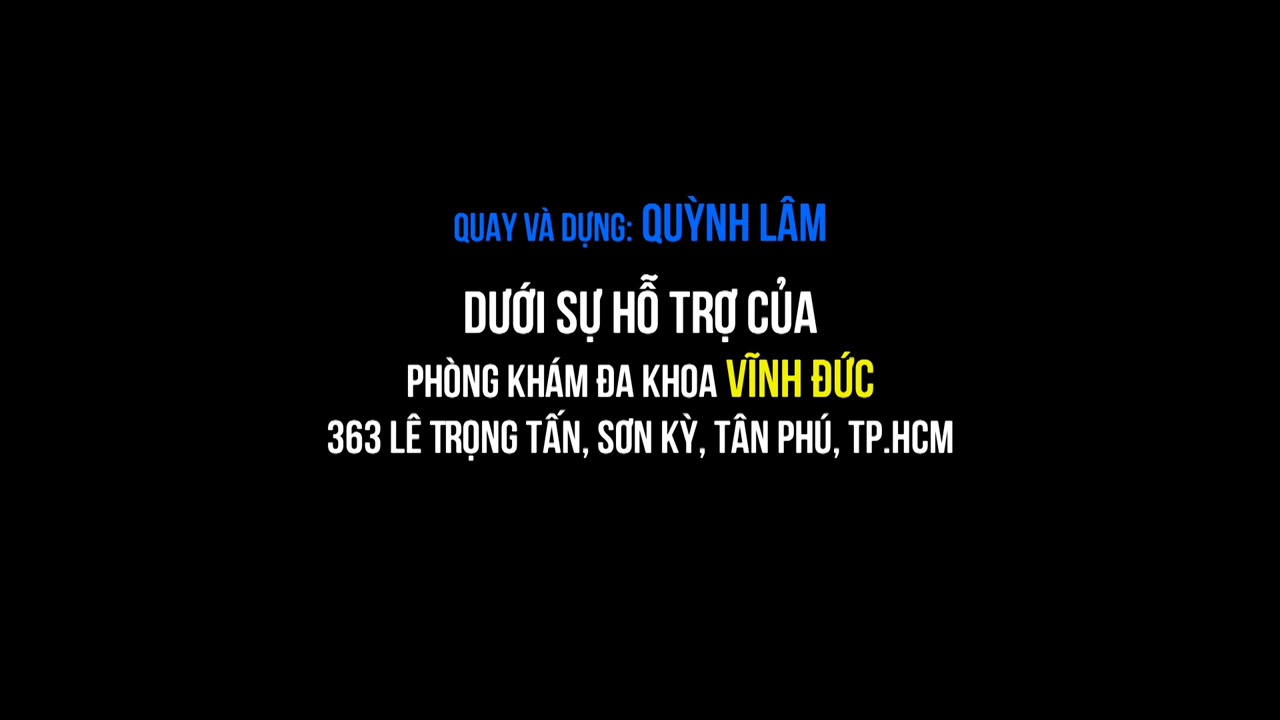 QUAY VÀ DỰNG: QUỲNH LÂM
DƯỚI SỰ HỖ TRỢ CỦA
PHÒNG KHÁM ĐA KHOA VĨNH ĐỨC
363 LÊ TRỌNG TẤN, SƠN KỲ, TÂN PHÚ, TP.HCM